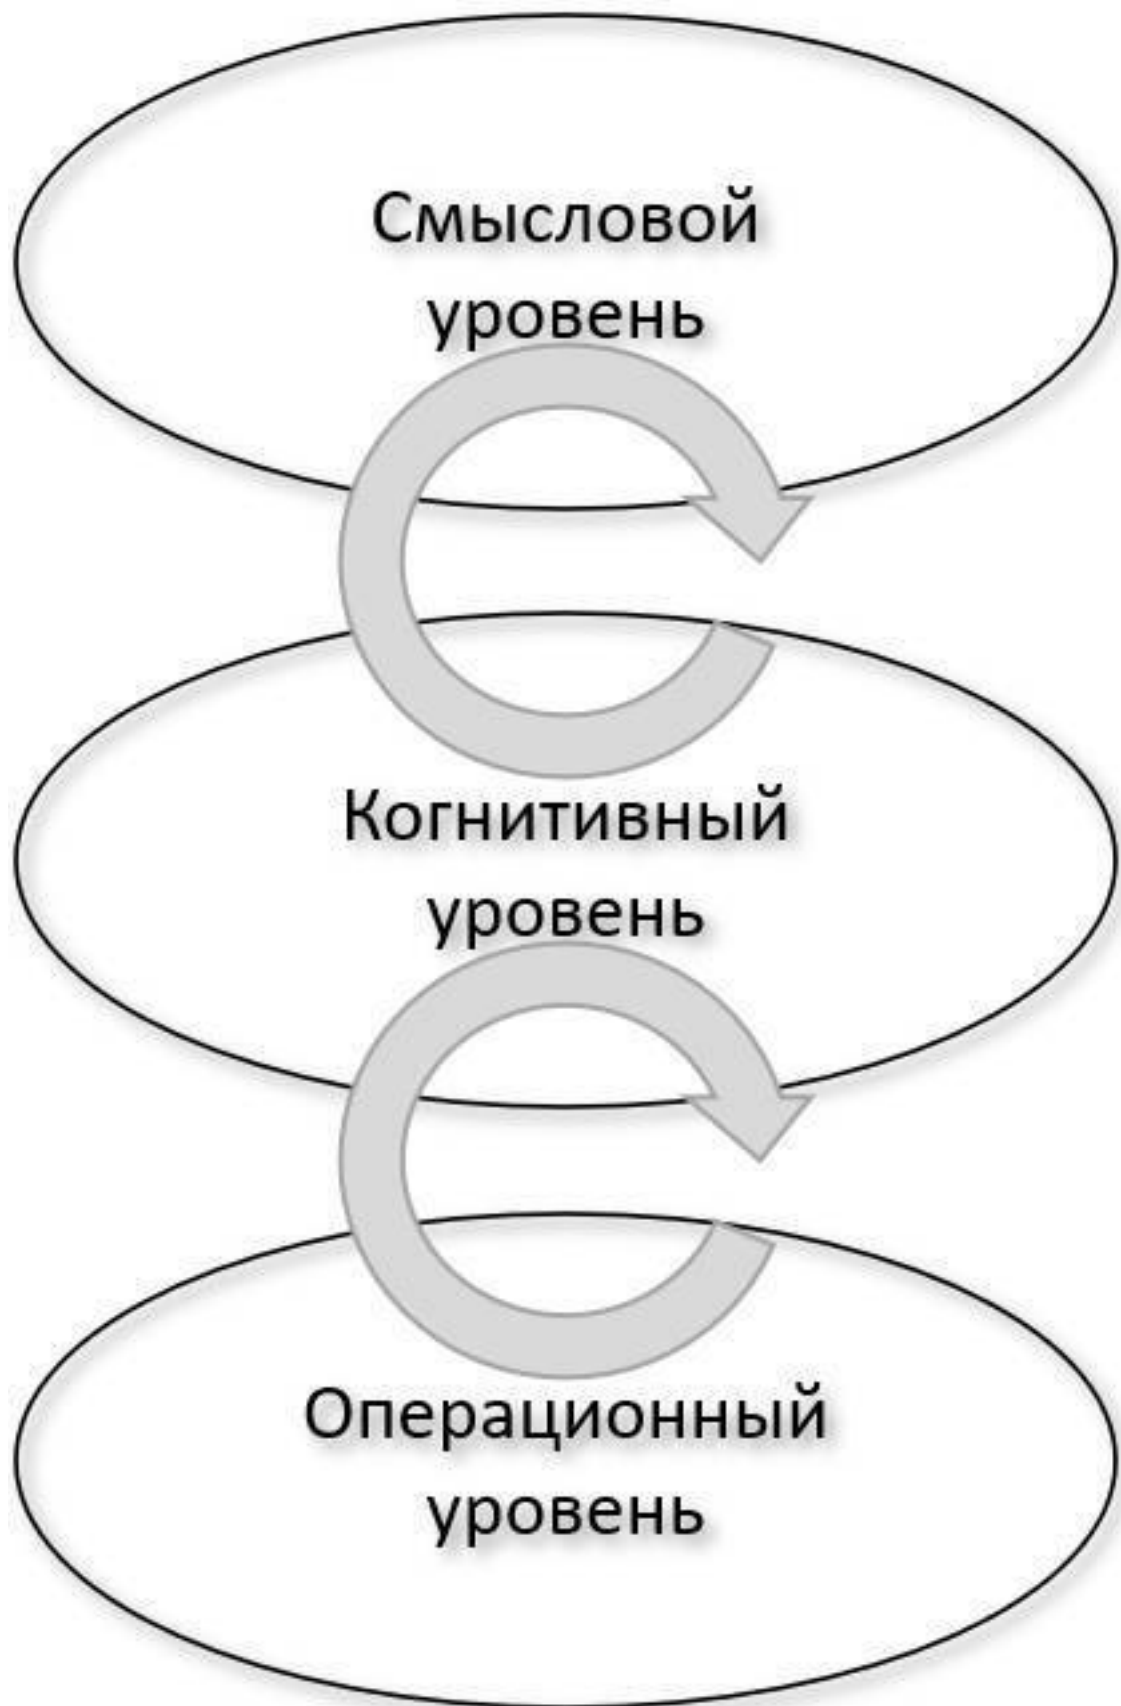 Смысловой
уровень
Когнитивный
уровень
Операционный
уровень